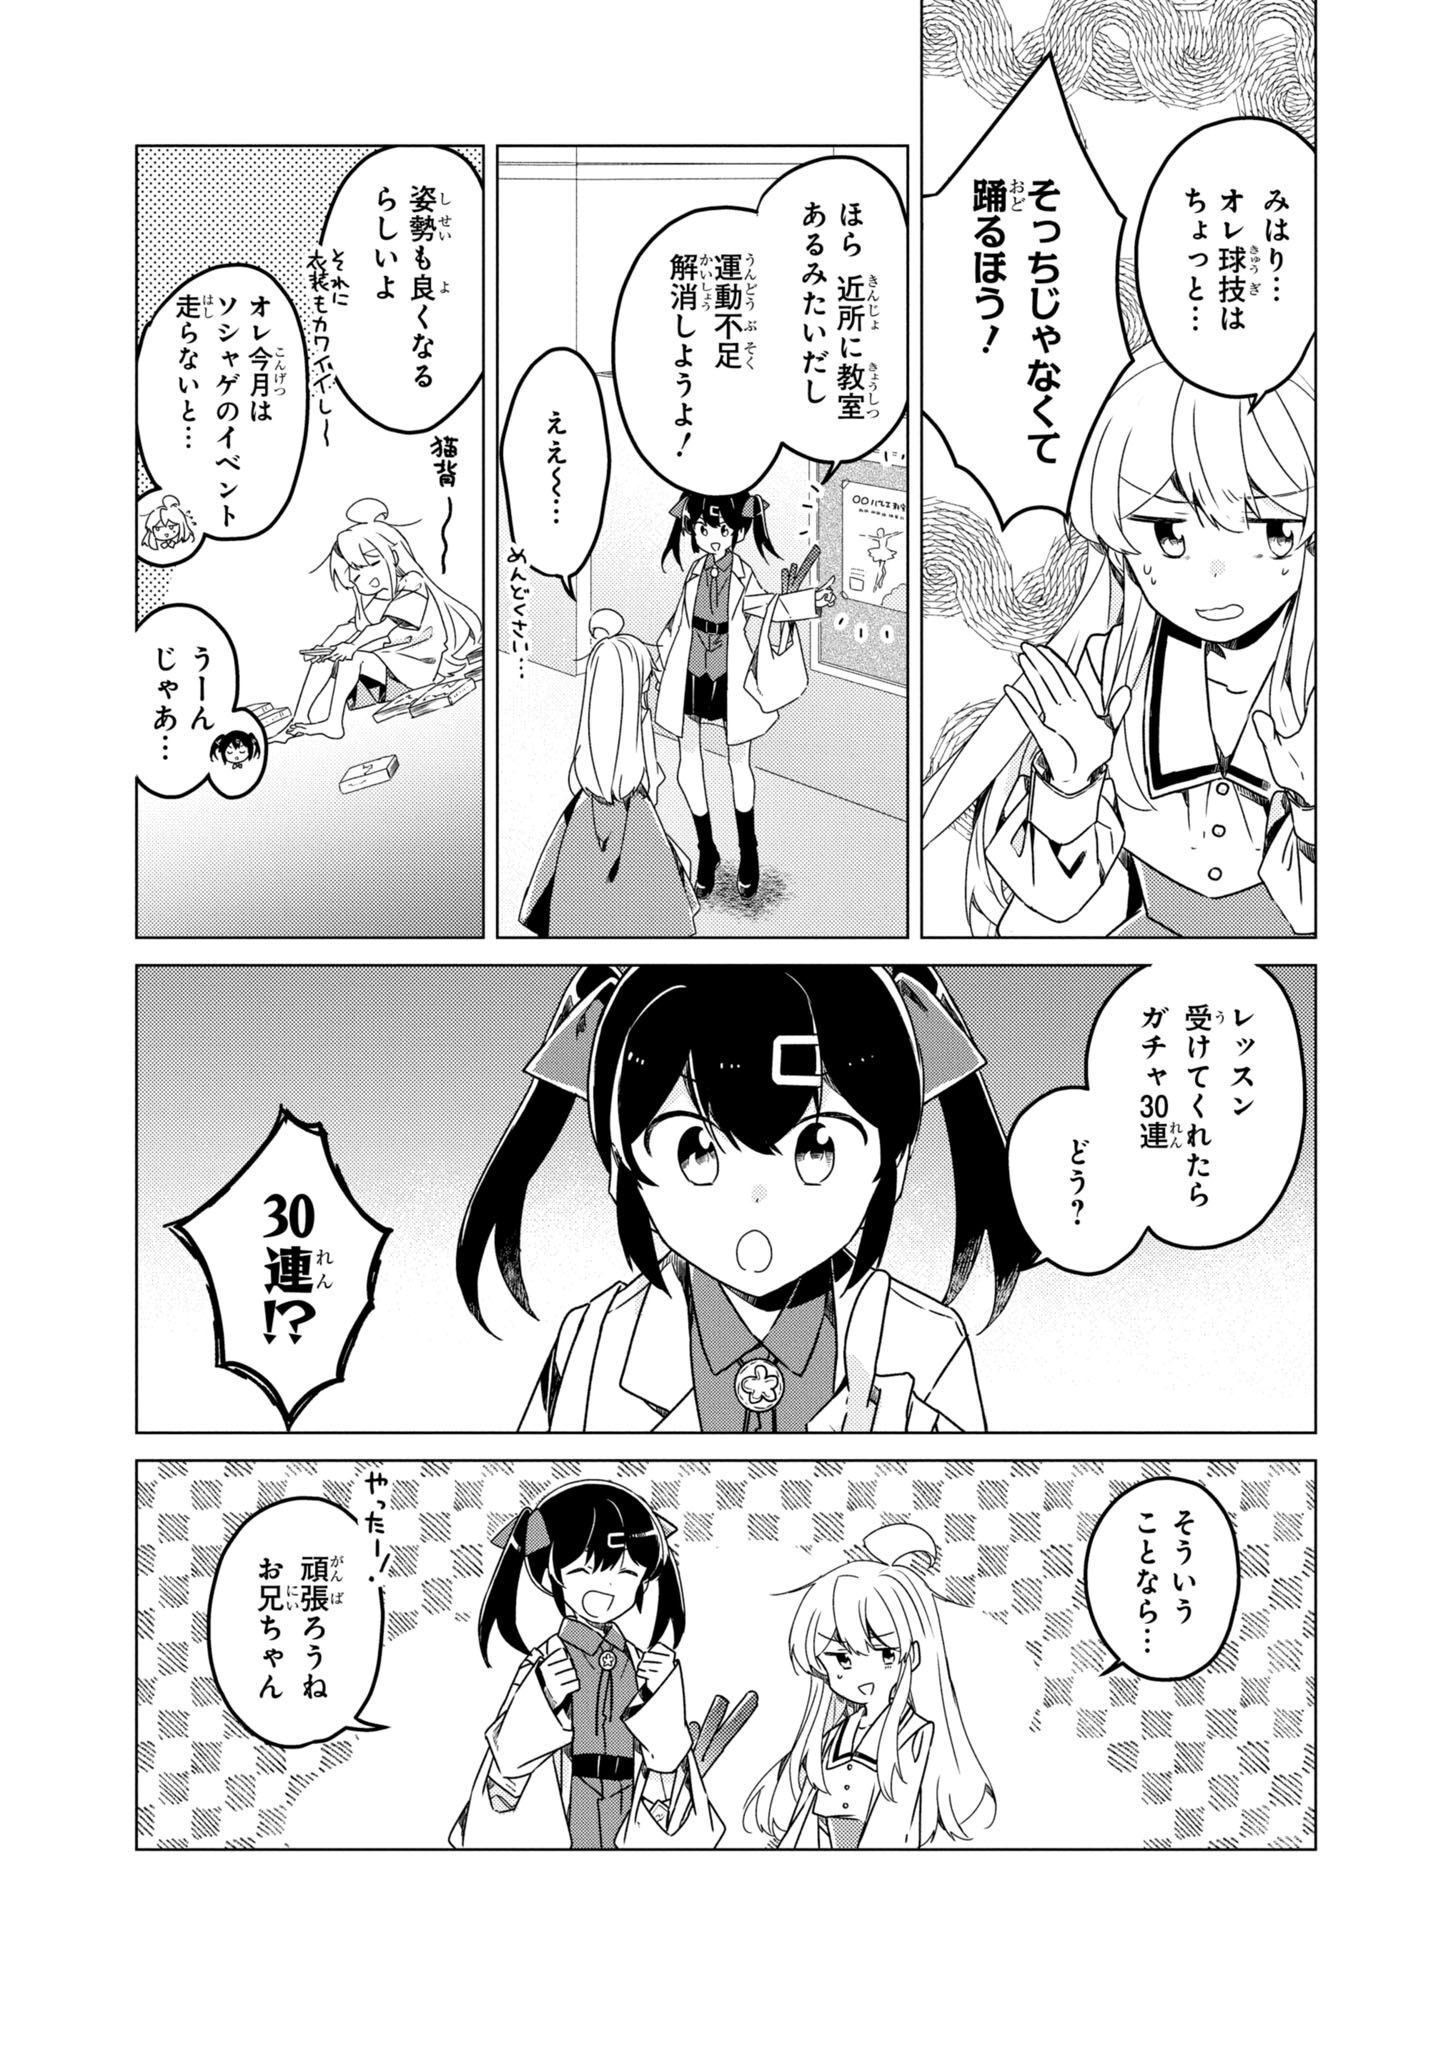 みはり…
オレ球技は
ちょっと…
そっちじゃなくて
踊るほう！
ほら 近所に教室
あるみたいだし
運動不足
解消しようよ！
ええ〜…
めんどくさい…
姿勢も良くなる
らしいよ
それに
衣装もカワイイし〜
猫背
オレ今月は
ソシャゲのイベント
走らないと…
うーん
じゃあ…
レッスン
受けてくれたら
ガチャ30連
どう？
30連!?
そういう
ことなら…
やったー！
頑張ろうね
お兄ちゃん